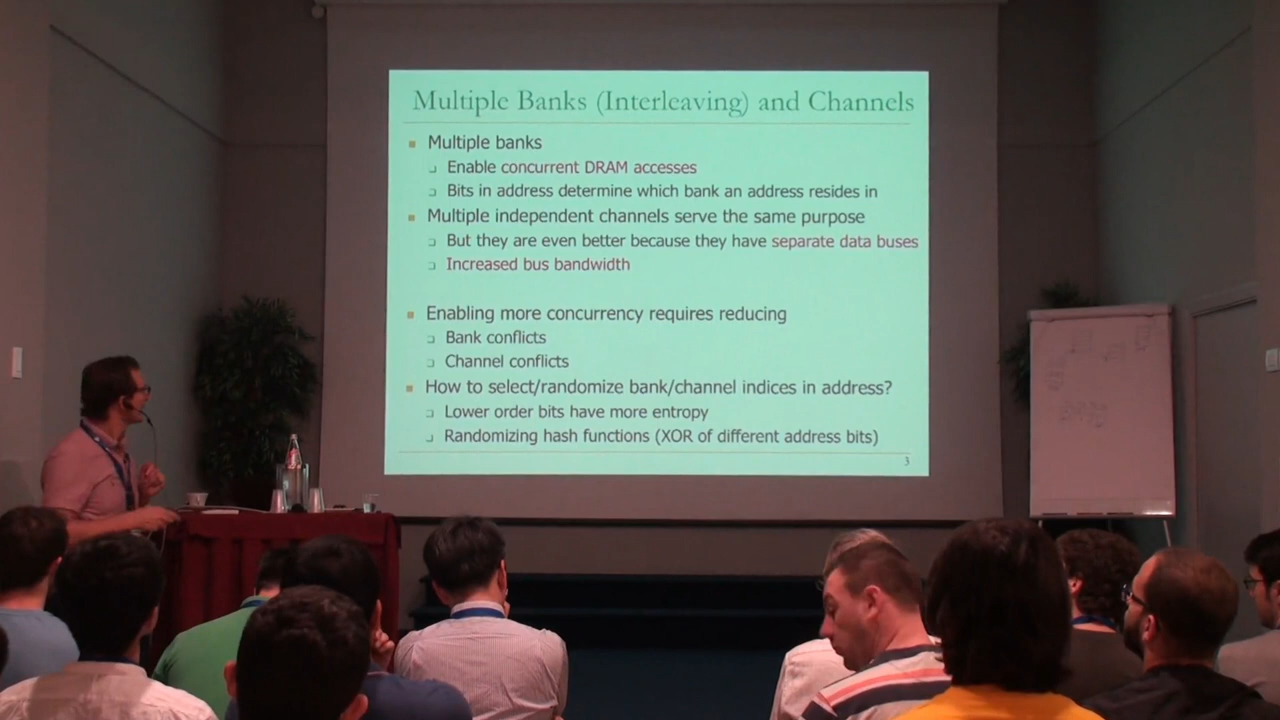 Multiple Banks (Interleaving) and Channels
Multiple banks
Enable concurrent DRAM accesses
Bits in address determine which bank an address resides in
Multiple independent channels serve the same purpose
But they are even better because they have separate data buses
Increased bus bandwidth
Enabling more concurrency requires reducing
Bank conflicts
Channel conflicts
How to select/randomize bank/channel indices in address?
Lower order bits have more entropy
Randomizing hash functions (XOR of different address bits)
3